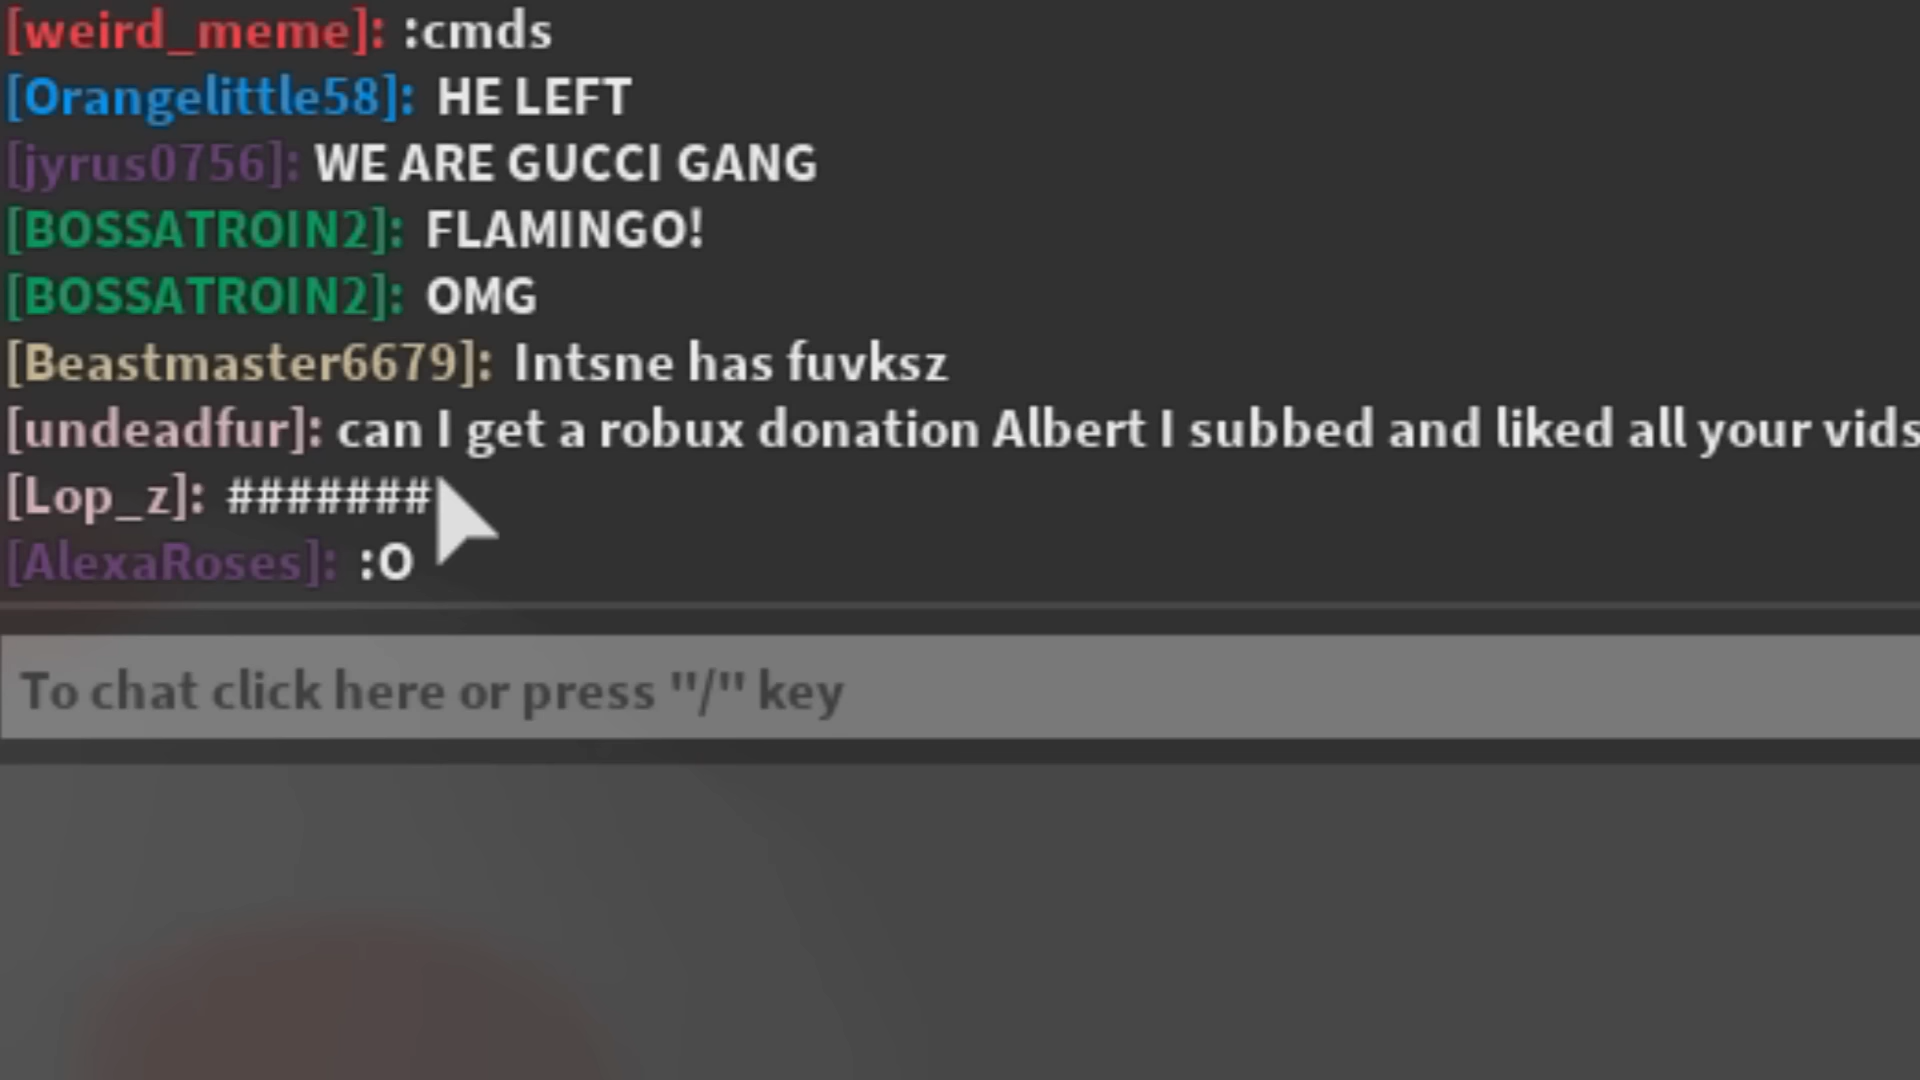 [weird_meme]: :cmds
[Orangelittle58]: HE LEFT
[jyrus0756]: WE ARE GUCCI GANG
[BOSSATROIN2]: FLAMINGO!
[BOSSATROIN2]: OMG
[Beastmaster6679]: Intsne has fuvksz
[undeadfur]: can I get a robux donation Albert I subbed and liked all your vids
[Lop_z]: #######
[AlexaRoses]: :O
To chat click here or press "/" key